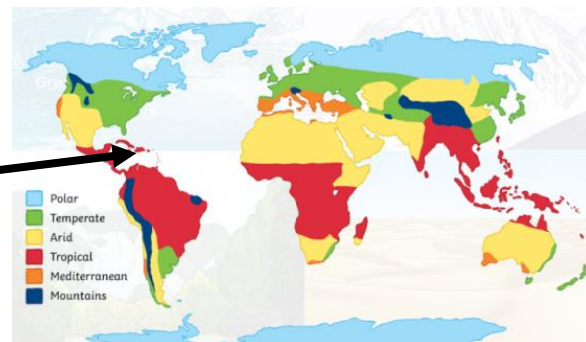 Polar
Temperate
Arid
Tropical
Mediterranean
Mountains